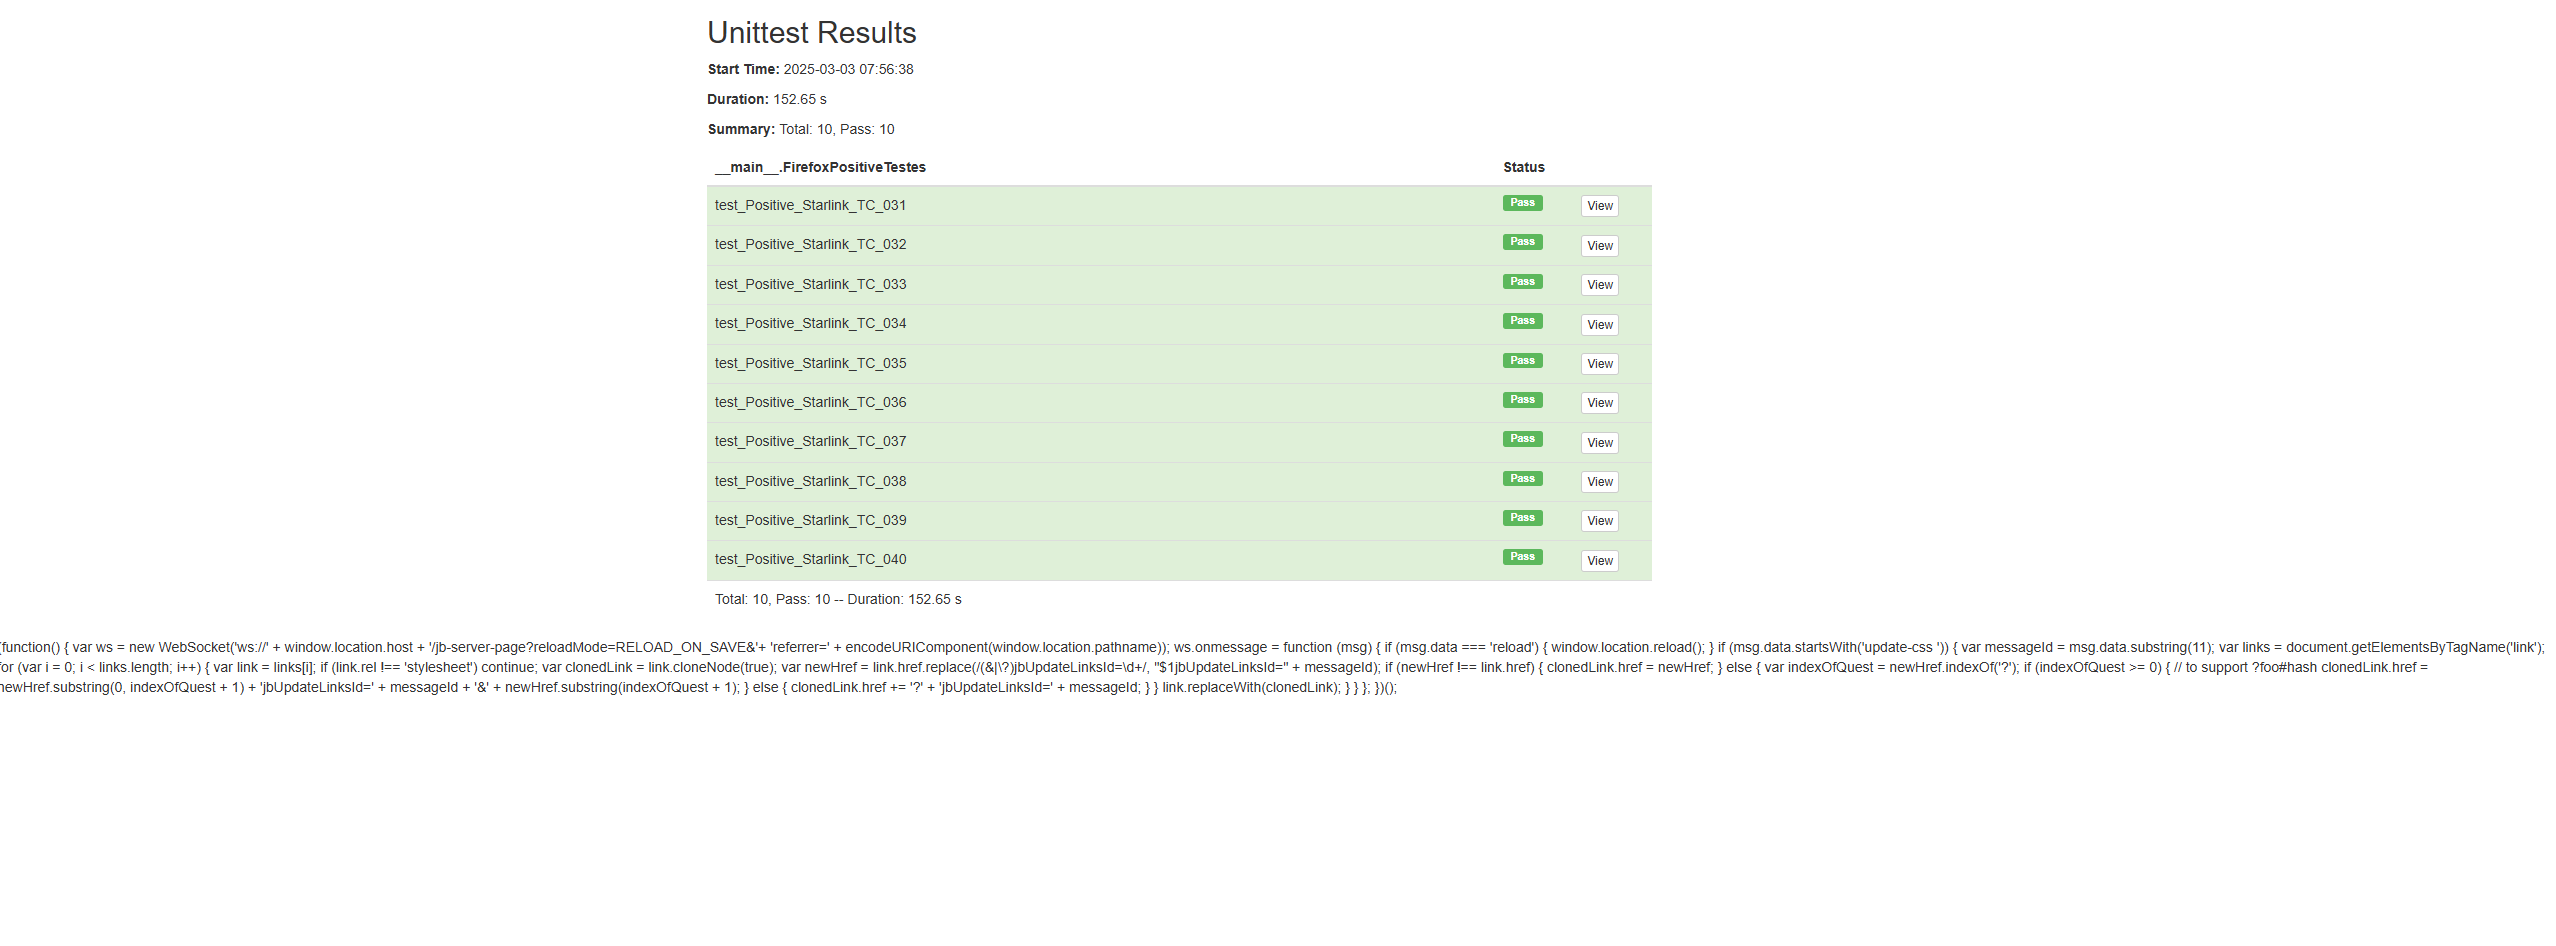 Unittest Results
Start Time: 2025-03-03 07:56:38
Duration: 152.65 s
Summary: Total: 10, Pass: 10
__main__.FirefoxPositiveTestes Status
test_Positive_Starlink_TC_031 Pass View
test_Positive_Starlink_TC_032 Pass View
test_Positive_Starlink_TC_033 Pass View
test_Positive_Starlink_TC_034 Pass View
test_Positive_Starlink_TC_035 Pass View
test_Positive_Starlink_TC_036 Pass View
test_Positive_Starlink_TC_037 Pass View
test_Positive_Starlink_TC_038 Pass View
test_Positive_Starlink_TC_039 Pass View
test_Positive_Starlink_TC_040 Pass View
Total: 10, Pass: 10 -- Duration: 152.65 s
(function() { var ws = new WebSocket('ws://' + window.location.host + '/jb-server-page?reloadMode=RELOAD_ON_SAVE&'+ 'referrer=' + encodeURIComponent(window.location.pathname)); ws.onmessage = function (msg) { if (msg.data === 'reload') { window.location.reload(); } if (msg.data.startsWith('update-css ')) { var messageId = msg.data.substring(11); var links = document.getElementsByTagName('link');
for (var i = 0; i < links.length; i++) { var link = links[i]; if (link.rel !== 'stylesheet') continue; var clonedLink = link.cloneNode(true); var newHref = link.href.replace(/(&|\?)jbUpdateLinksId=\d+/, "$1jbUpdateLinksId=" + messageId); if (newHref !== link.href) { clonedLink.href = newHref; } else { var indexOfQuest = newHref.indexOf('?'); if (indexOfQuest >= 0) { // to support ?foo#hash clonedLink.href =
newHref.substring(0, indexOfQuest + 1) + 'jbUpdateLinksId=' + messageId + '&' + newHref.substring(indexOfQuest + 1); } else { clonedLink.href += '?' + 'jbUpdateLinksId=' + messageId; } } link.replaceWith(clonedLink); } } }; })();